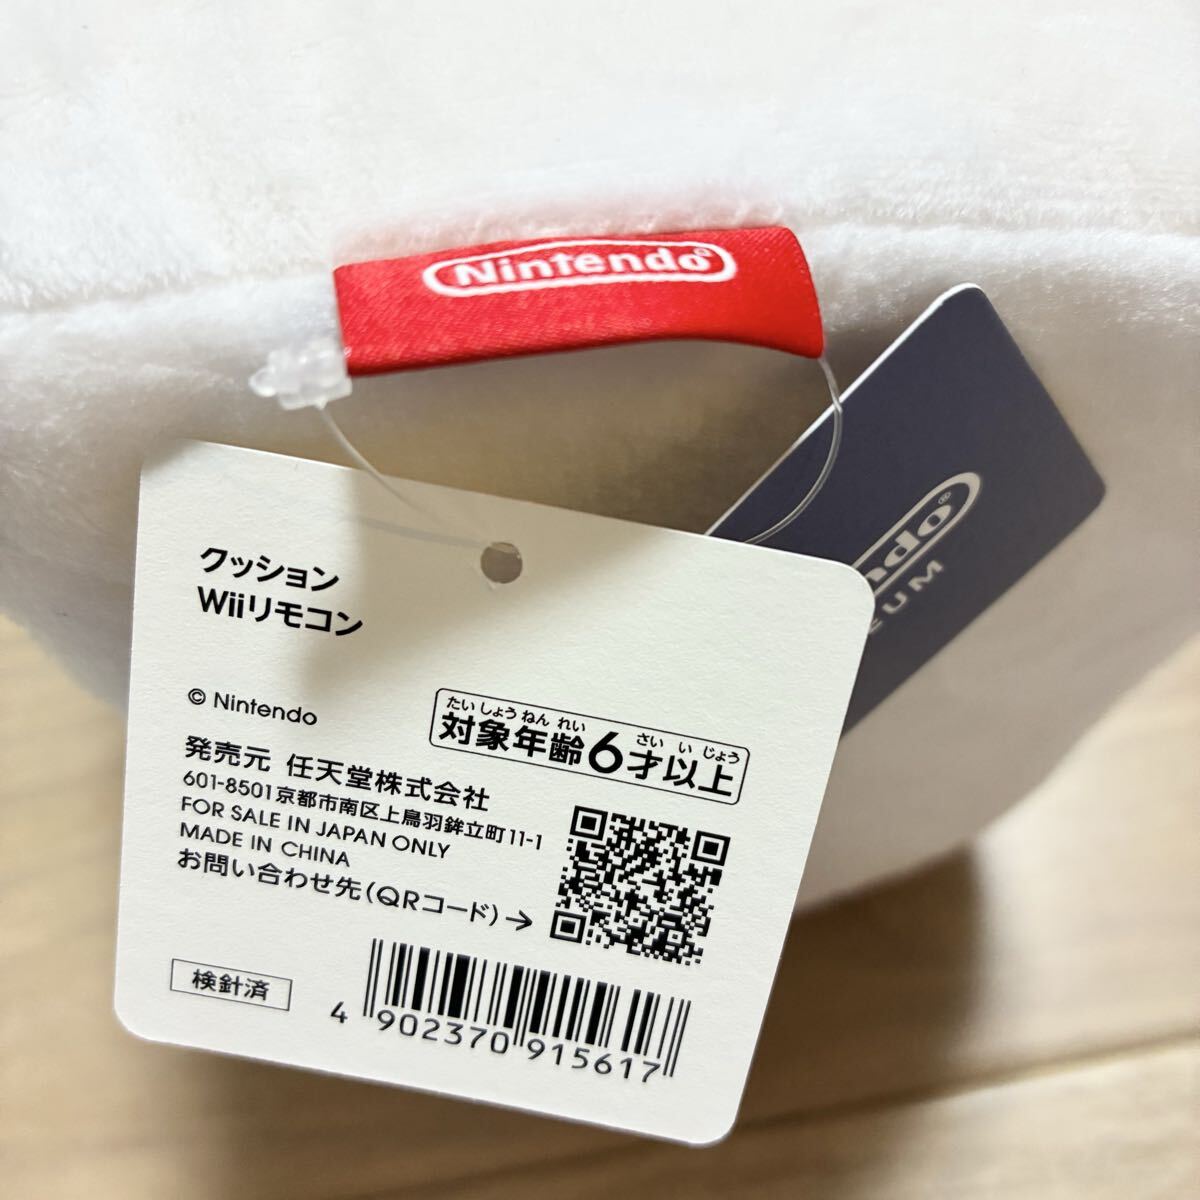 Nintendo®
ndo®
EUM
クッション
Wiiリモコン
© Nintendo
たいしょうねんれい さい いじょう
対象年齢6才以上
発売元 任天堂株式会社
601-8501京都市南区上鳥羽鉾立町11-1
FOR SALE IN JAPAN ONLY
MADE IN CHINA
お問い合わせ先(QRコード)→
検針済
4 902370 915617